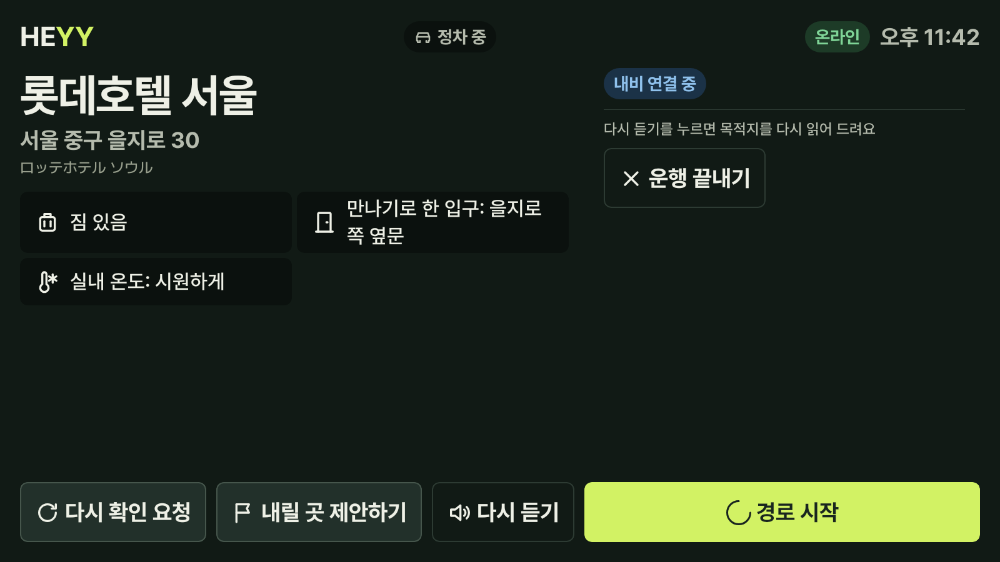 HEYY
정차 중
온라인
오후 11:42
롯데호텔 서울
서울 중구 을지로 30
ロッテホテル ソウル
짐 있음
만나기로 한 입구: 을지로
쪽 옆문
실내 온도: 시원하게
내비 연결 중
다시 듣기를 누르면 목적지를 다시 읽어 드려요
운행 끝내기
다시 확인 요청
내릴 곳 제안하기
다시 듣기
경로 시작